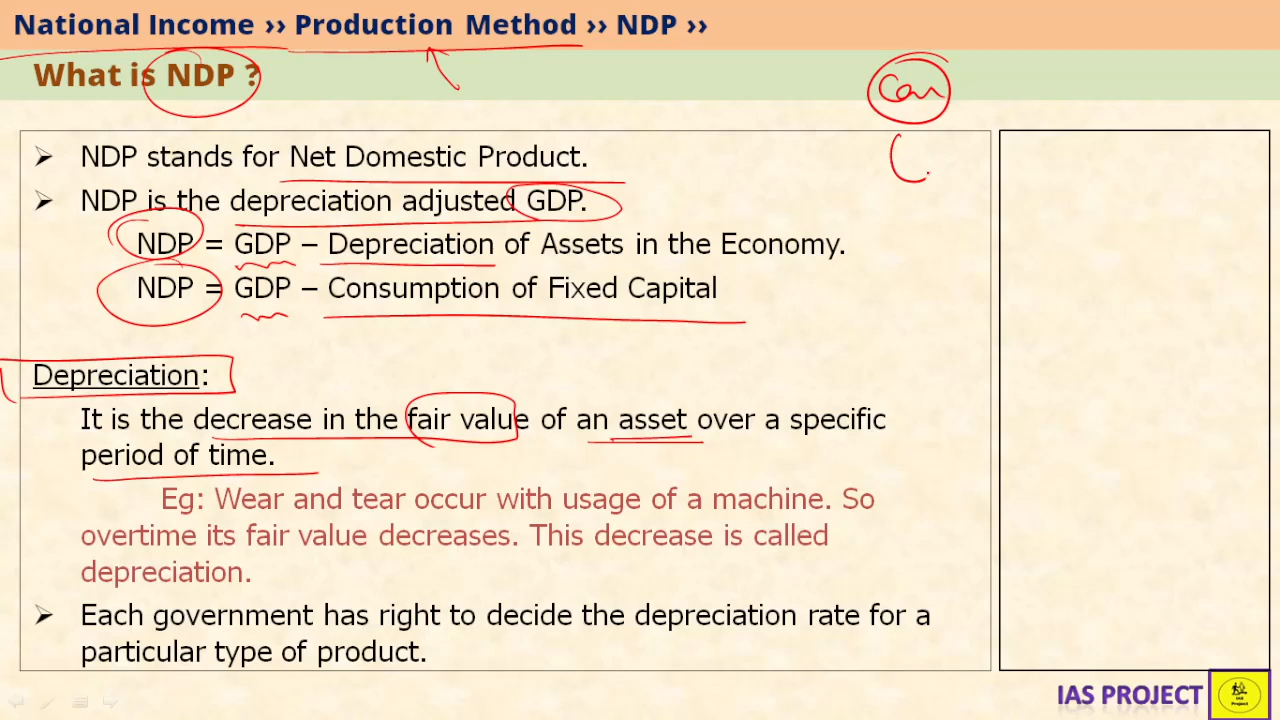 National Income ›› Production Method ›› NDP ››
What is NDP ?
Can
➢ NDP stands for Net Domestic Product.
➢ NDP is the depreciation adjusted GDP.
NDP = GDP – Depreciation of Assets in the Economy.
NDP = GDP – Consumption of Fixed Capital
Depreciation:
It is the decrease in the fair value of an asset over a specific
period of time.
Eg: Wear and tear occur with usage of a machine. So
overtime its fair value decreases. This decrease is called
depreciation.
➢ Each government has right to decide the depreciation rate for a
particular type of product.
IAS PROJECT
IAS
Project